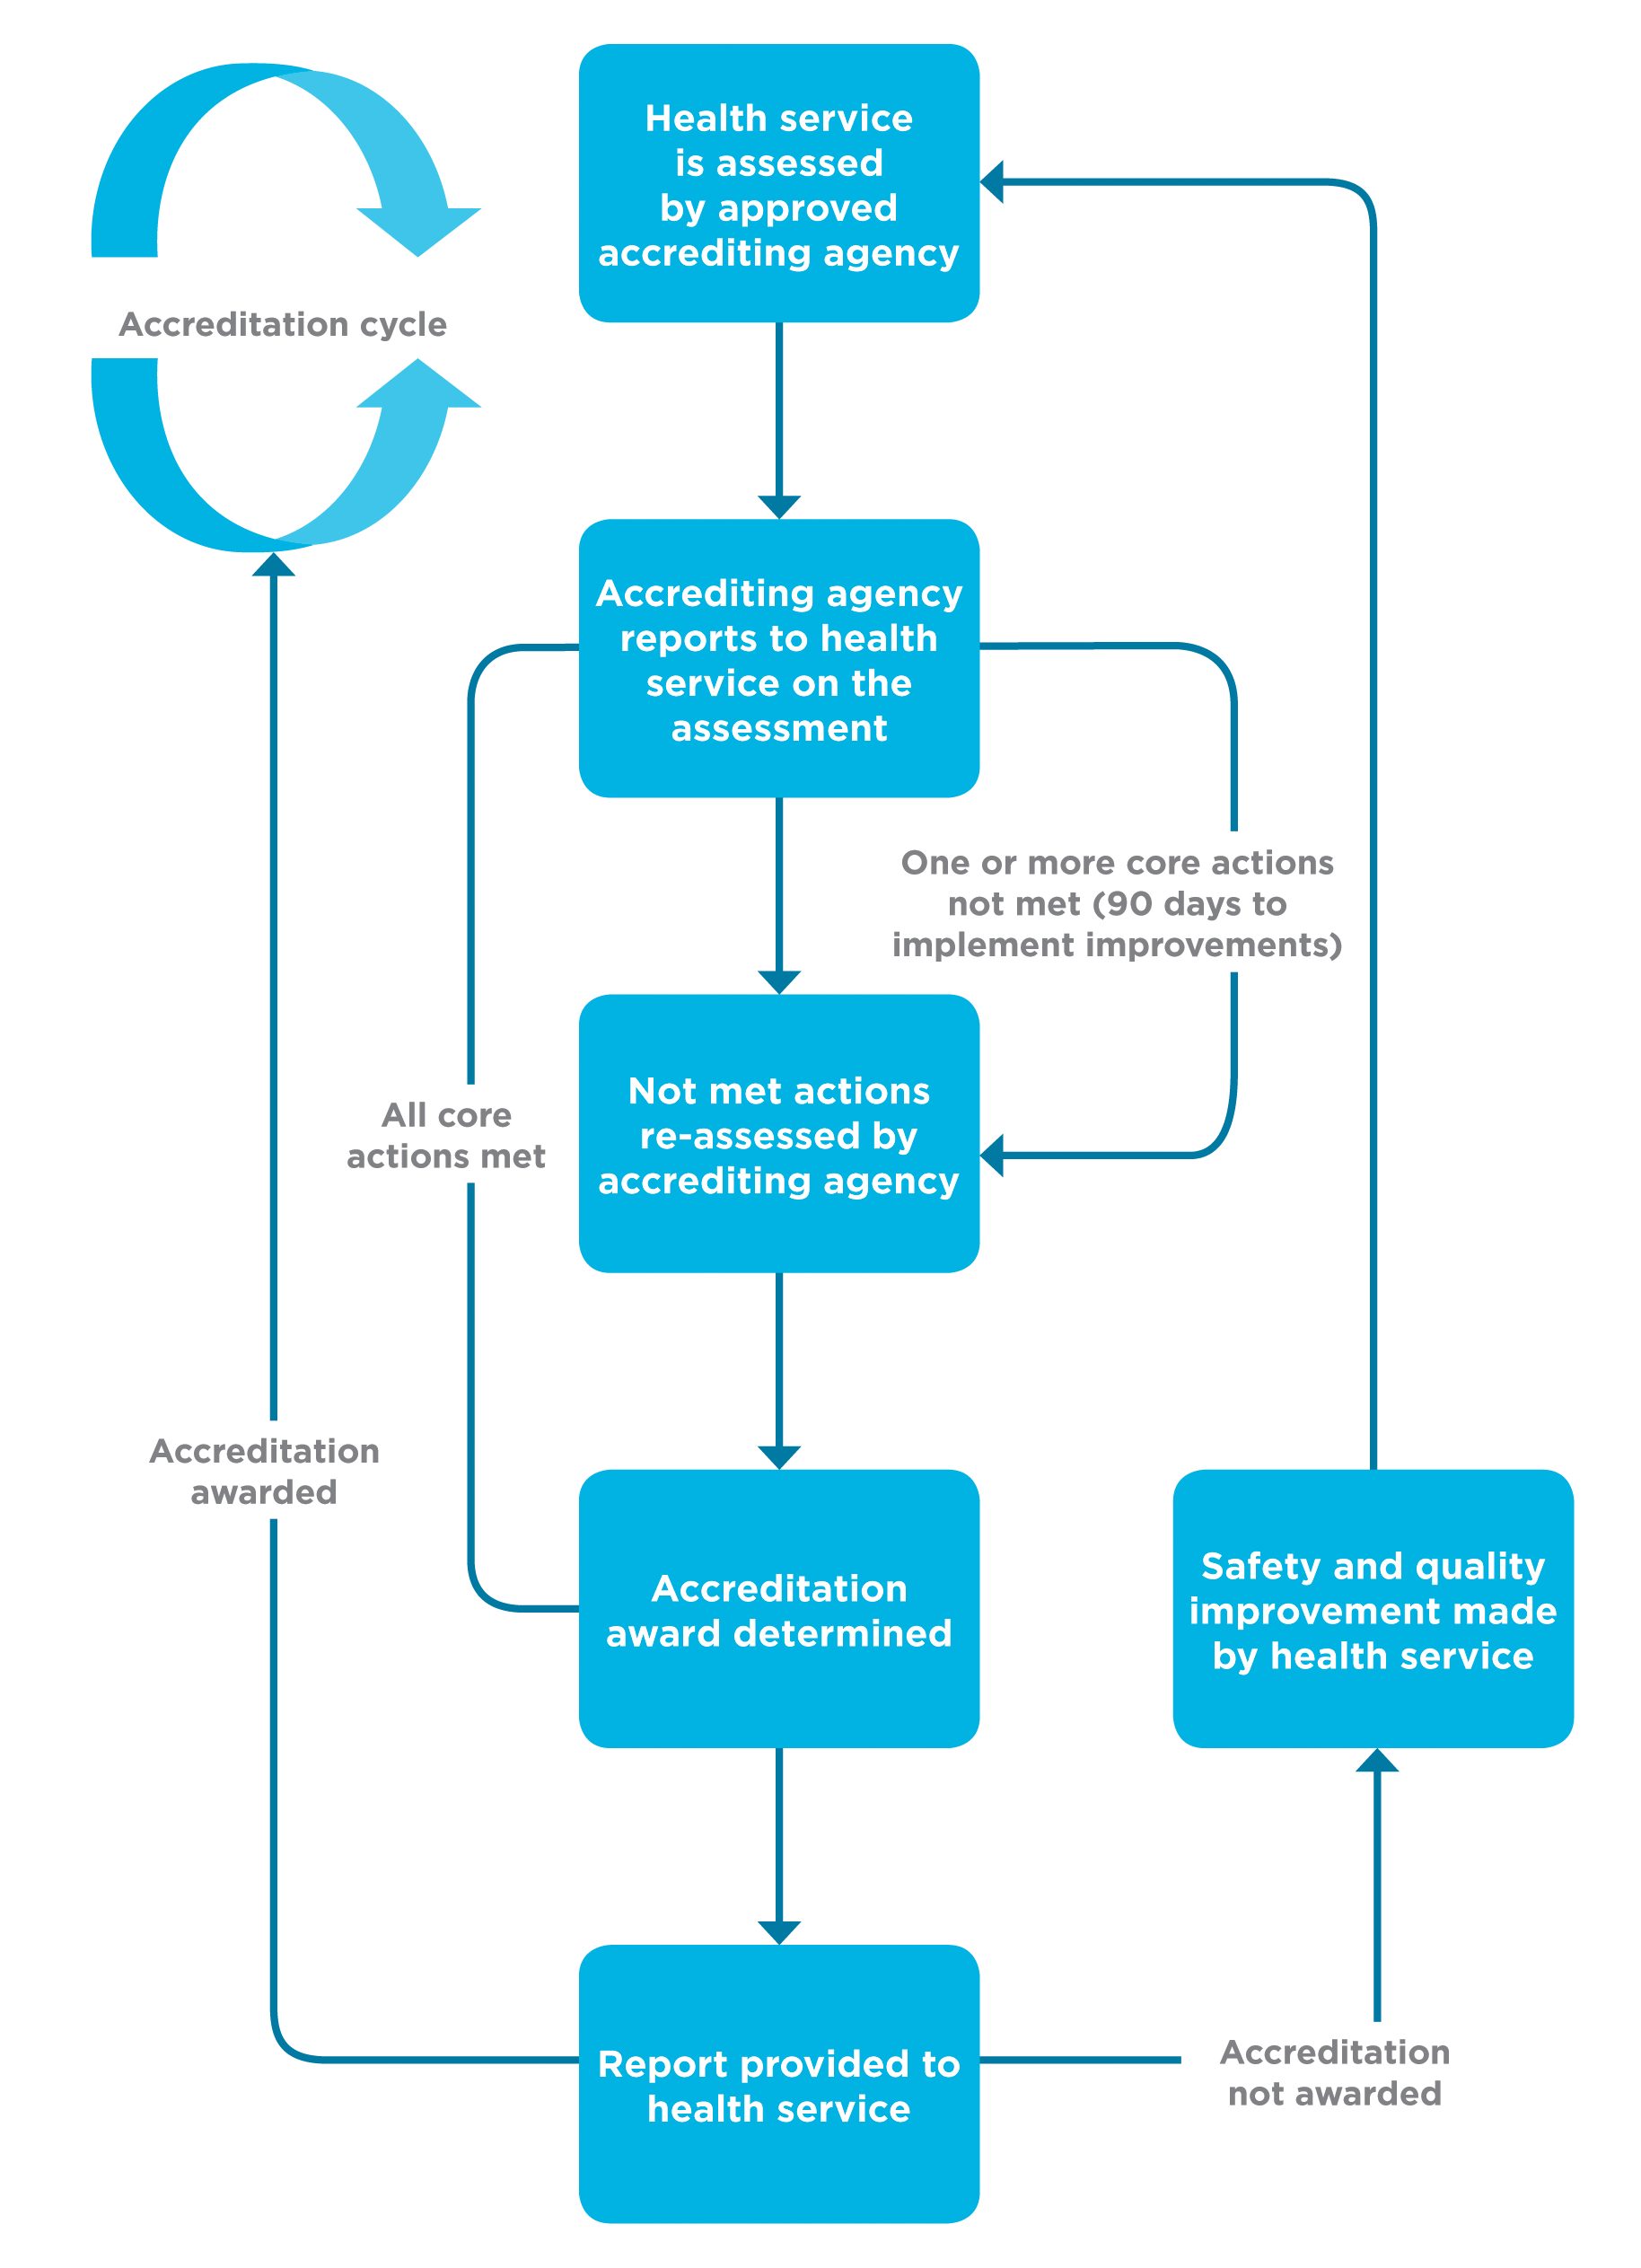 Health service
is assessed
by approved
accrediting agency
Accreditation cycle
Accrediting agency
reports to health
service on the
assessment
One or more core actions
not met (90 days to
implement improvements)
Not met actions
re-assessed by
accrediting agency
All core
actions met
Accreditation
awarded
Accreditation
award determined
Safety and quality
improvement made
by health service
Report provided to
health service
Accreditation
not awarded